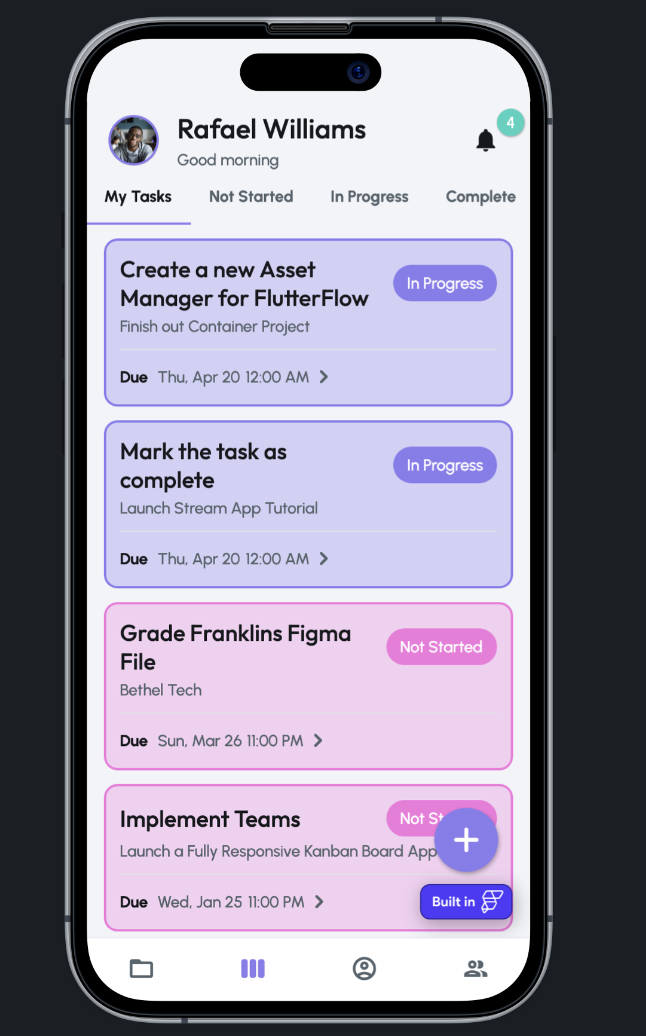 Rafael Williams
4
Good morning
My Tasks Not Started In Progress Complete
Create a new Asset
Manager for FlutterFlow
In Progress
Finish out Container Project
Due Thu, Apr 20 12:00 AM
Mark the task as
complete
In Progress
Launch Stream App Tutorial
Due Thu, Apr 20 12:00 AM
Grade Franklins Figma
File
Not Started
Bethel Tech
Due Sun, Mar 26 11:00 PM
Implement Teams
Not St
Launch a Fully Responsive Kanban Board App
Due Wed, Jan 25 11:00 PM
Built in